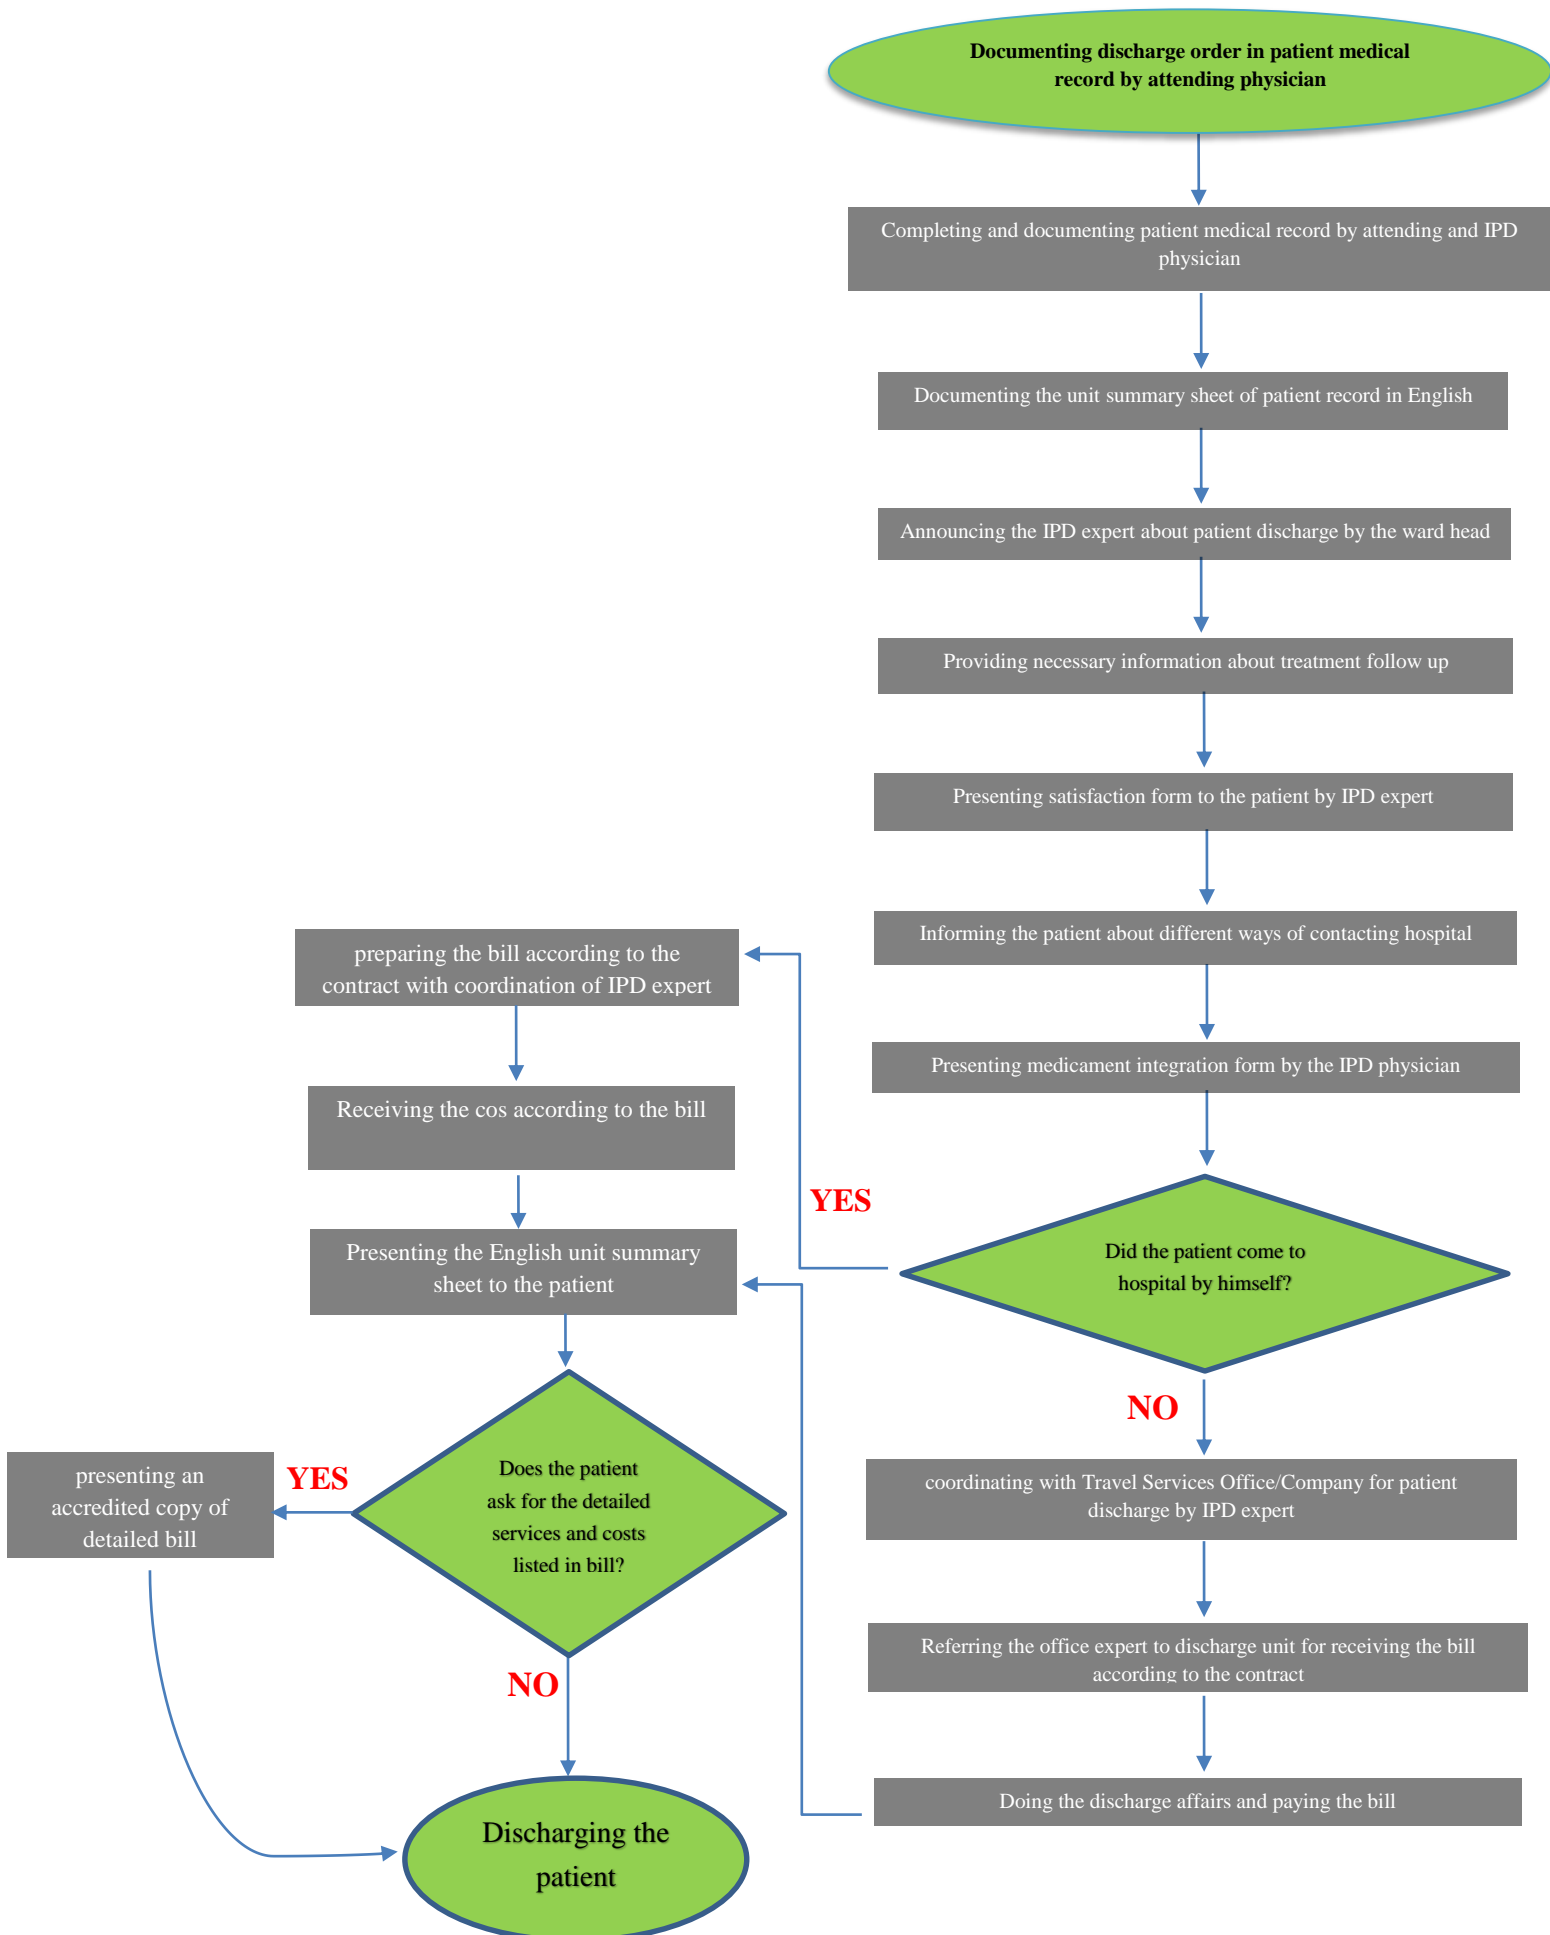 Documenting discharge order in patient medical
record by attending physician
Completing and documenting patient medical record by attending and IPD
physician
Documenting the unit summary sheet of patient record in English
Announcing the IPD expert about patient discharge by the ward head
Providing necessary information about treatment follow up
Presenting satisfaction form to the patient by IPD expert
Informing the patient about different ways of contacting hospital
Presenting medicament integration form by the IPD physician
Did the patient come to
hospital by himself?
YES
preparing the bill according to the
contract with coordination of IPD expert
Receiving the cos according to the bill
Presenting the English unit summary
sheet to the patient
NO
coordinating with Travel Services Office/Company for patient
discharge by IPD expert
Referring the office expert to discharge unit for receiving the bill
according to the contract
Doing the discharge affairs and paying the bill
Does the patient
ask for the detailed
services and costs
listed in bill?
YES
presenting an
accredited copy of
detailed bill
NO
Discharging the
patient